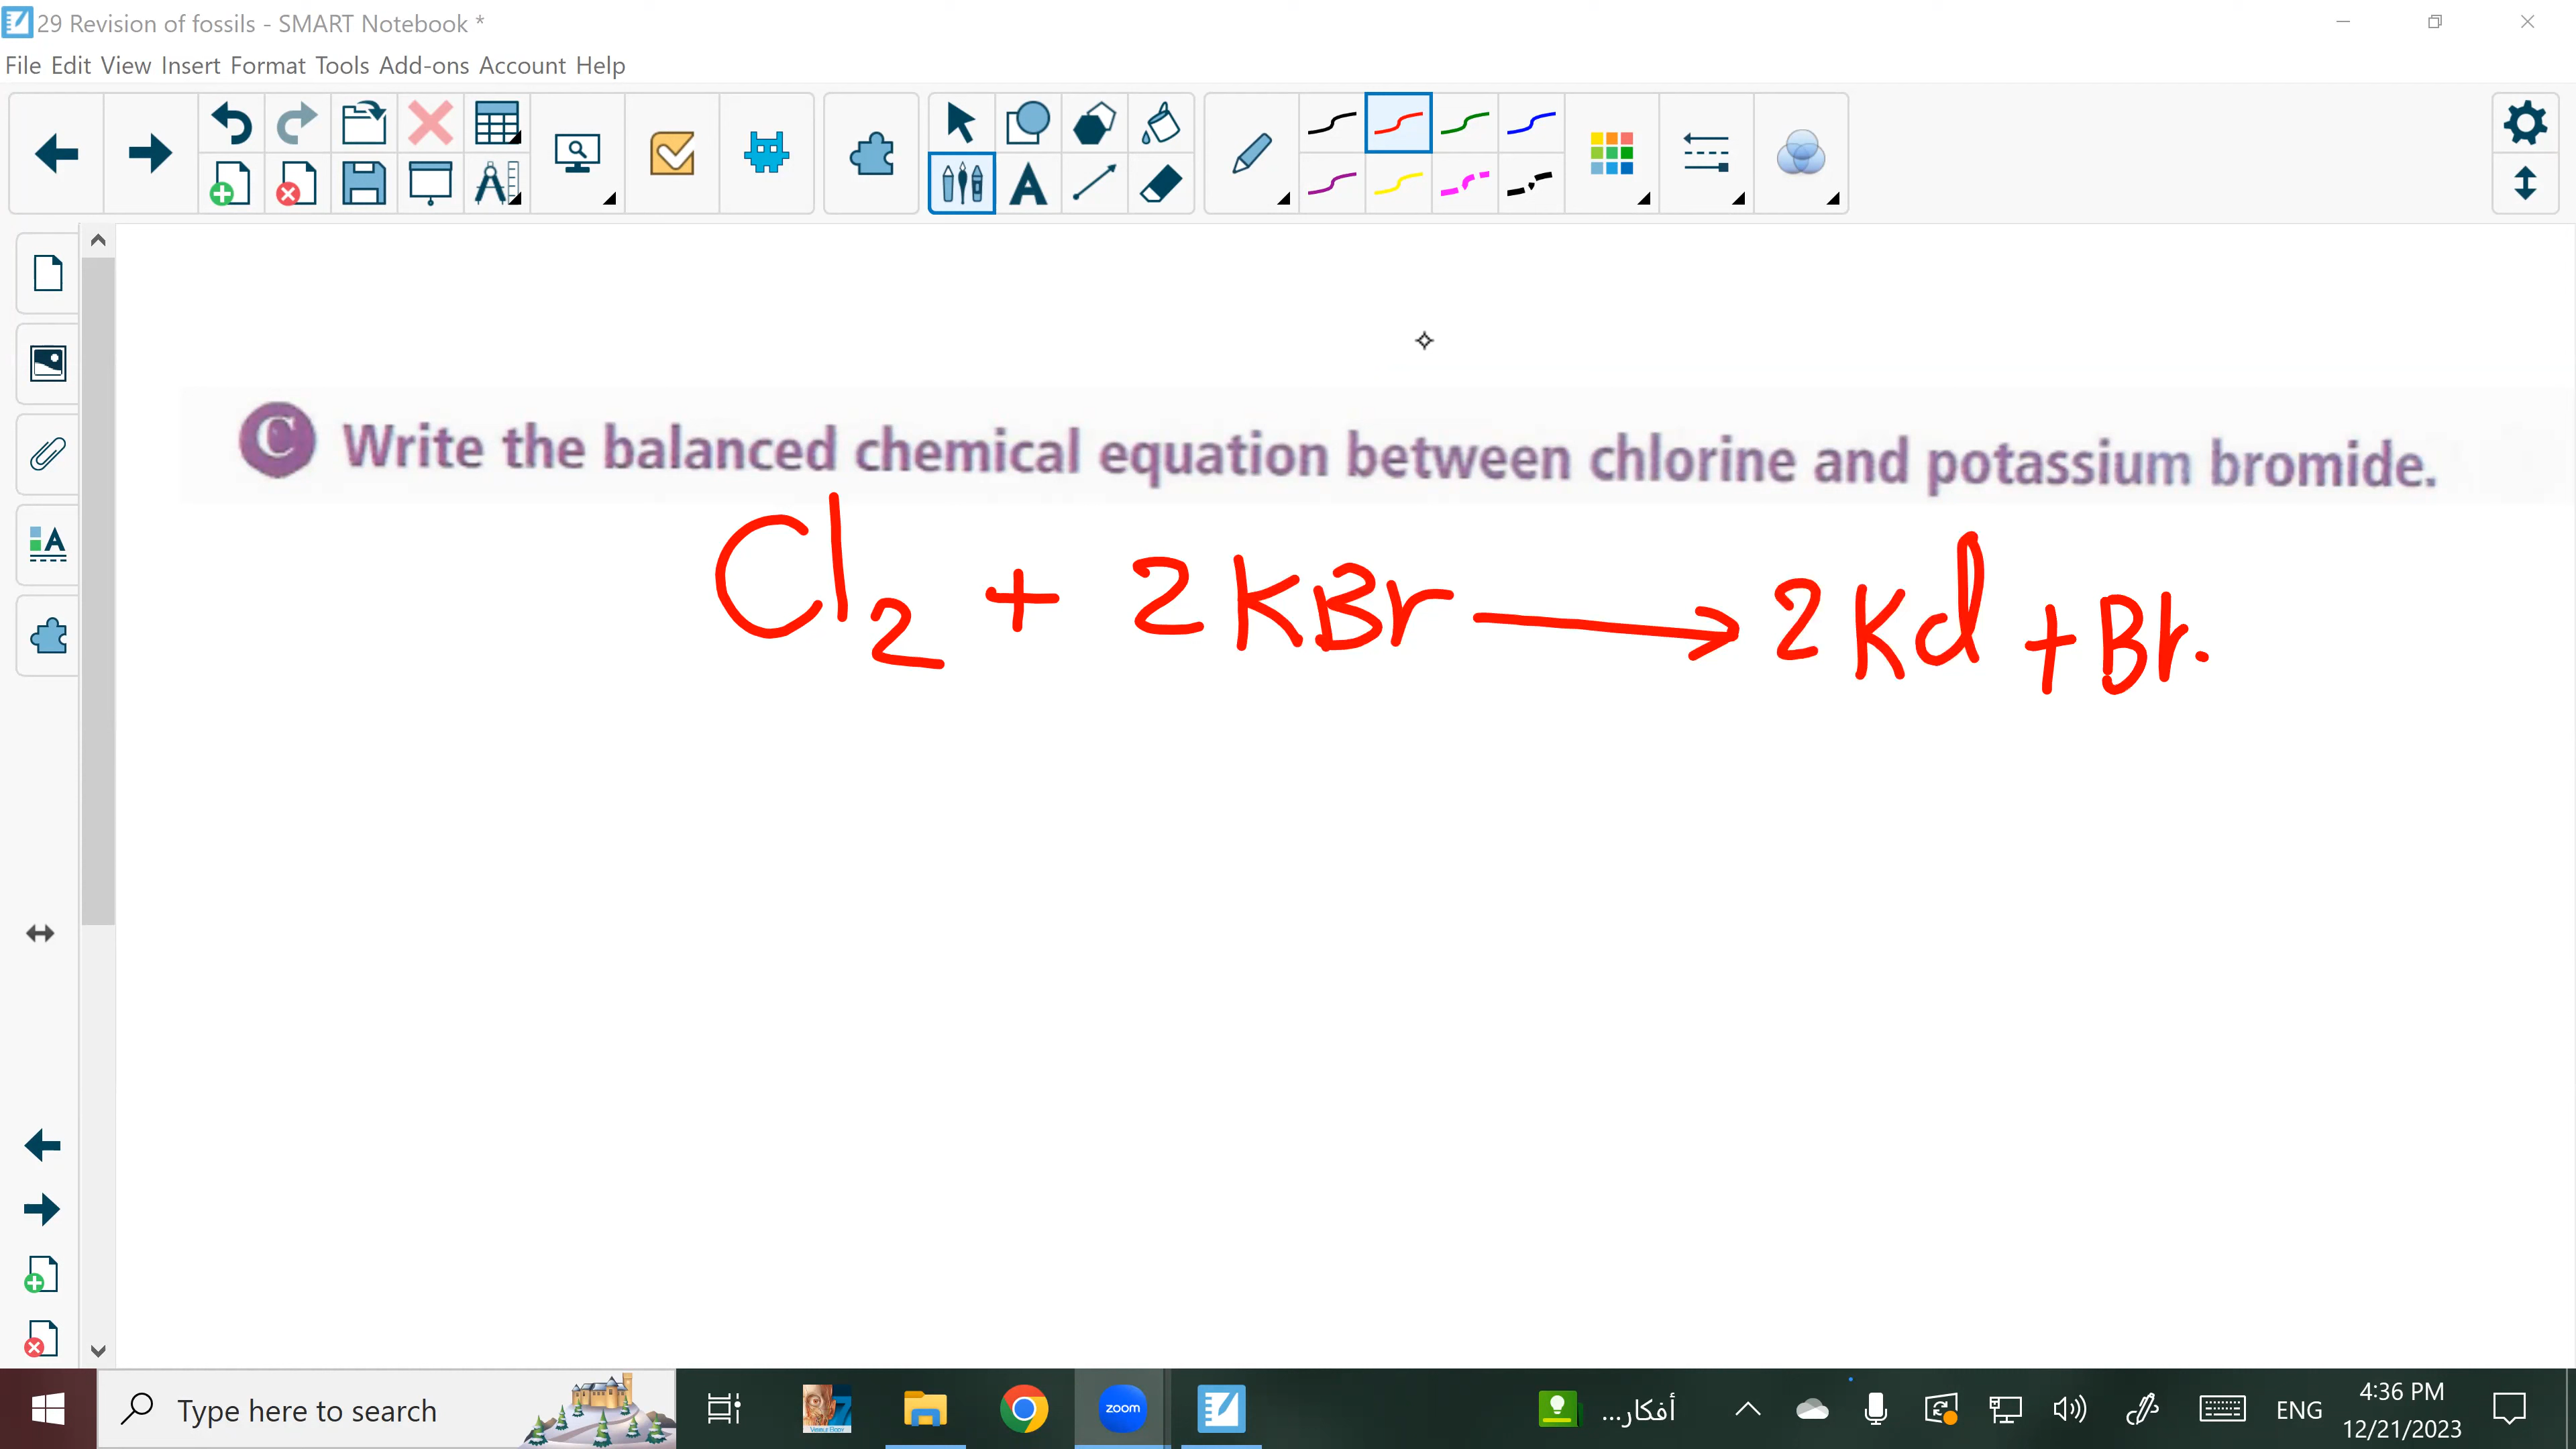 29 Revision of fossils - SMART Notebook *
File Edit View Insert Format Tools Add-ons Account Help
C Write the balanced chemical equation between chlorine and potassium bromide.
Cl2 + 2KBr → 2KCl + Br.
Type here to search
zoom
أفكار...
ENG
4:36 PM
12/21/2023